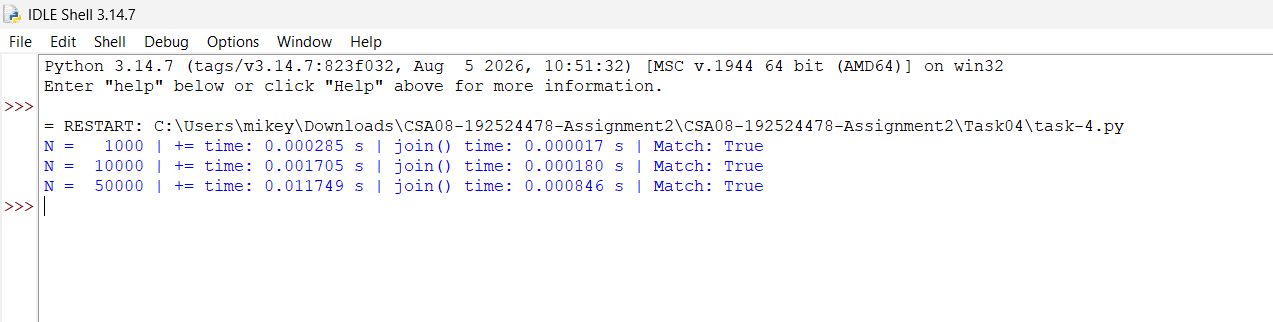 IDLE Shell 3.14.7
File Edit Shell Debug Options Window Help
Python 3.14.7 (tags/v3.14.7:823f032, Aug  5 2026, 10:51:32) [MSC v.1944 64 bit (AMD64)] on win32
Enter "help" below or click "Help" above for more information.
>>>
= RESTART: C:\Users\mikey\Downloads\CSA08-192524478-Assignment2\CSA08-192524478-Assignment2\Task04\task-4.py
N =   1000 | += time: 0.000285 s | join() time: 0.000017 s | Match: True
N =  10000 | += time: 0.001705 s | join() time: 0.000180 s | Match: True
N =  50000 | += time: 0.011749 s | join() time: 0.000846 s | Match: True
>>>